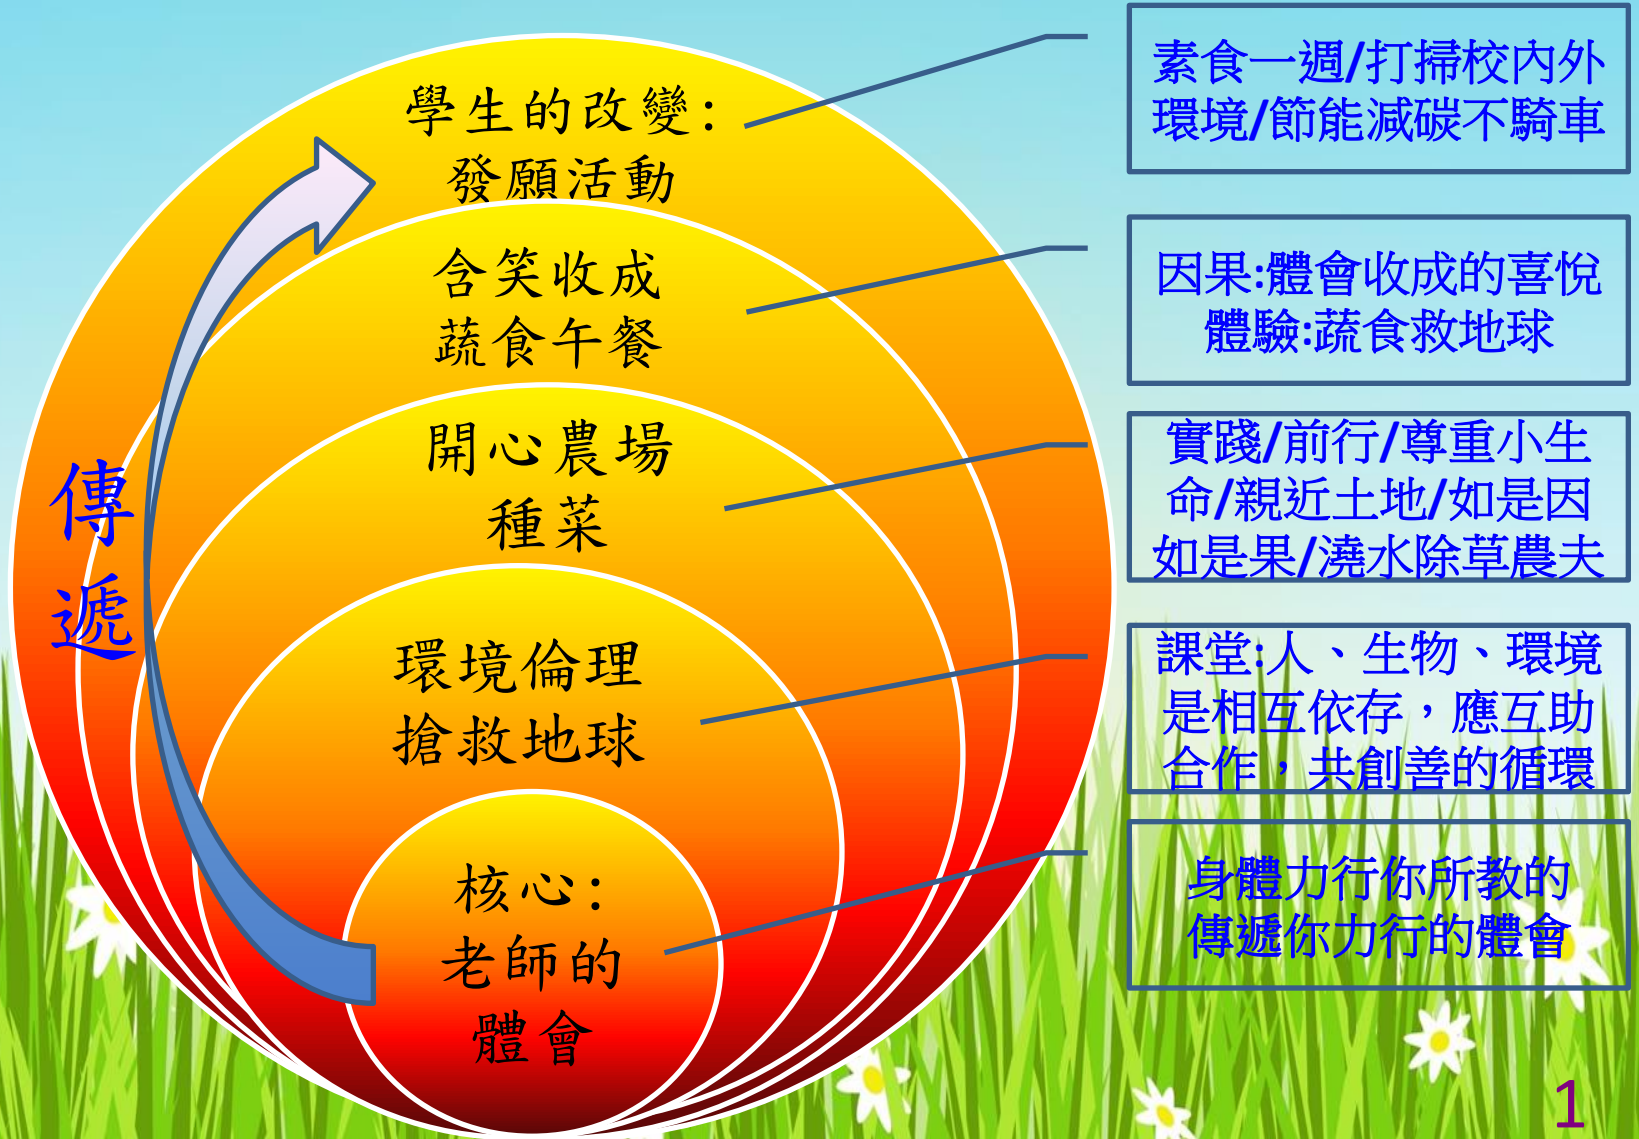 學生的改變:
發願活動
含笑收成
蔬食午餐
開心農場
種菜
環境倫理
搶救地球
核心:
老師的
體會
傳
遞
素食一週/打掃校內外
環境/節能減碳不騎車
因果:體會收成的喜悅
體驗:蔬食救地球
實踐/前行/尊重小生
命/親近土地/如是因
如是果/澆水除草農夫
課堂:人、生物、環境
是相互依存，應互助
合作，共創善的循環
身體力行你所教的
傳遞你力行的體會
1